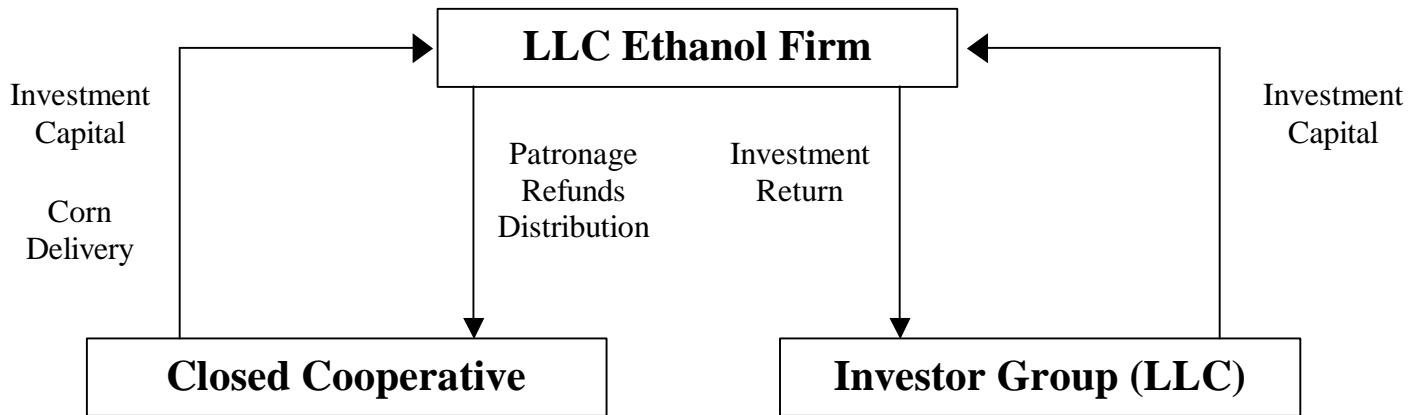 LLC Ethanol Firm
Investment
Capital
Corn
Delivery
Patronage
Refunds
Distribution
Investment
Return
Investment
Capital
Closed Cooperative
Investor Group (LLC)